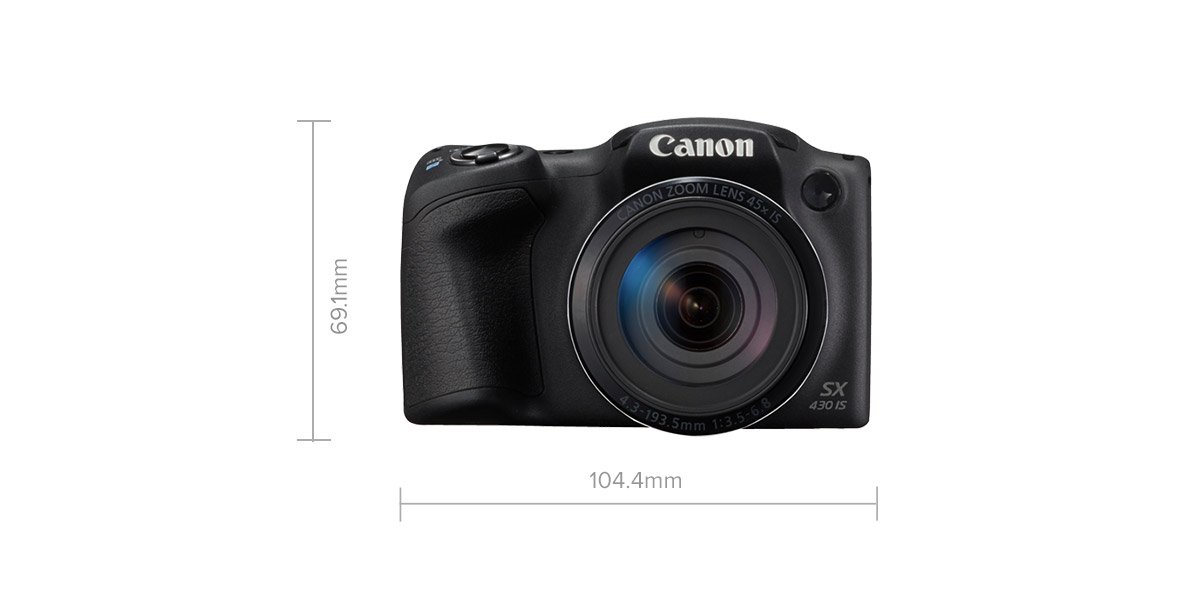 Canon
CANON ZOOM LENS 45x IS
69.1mm
4.3-193.5mm 1:3.5-6.8
SX
430 IS
104.4mm